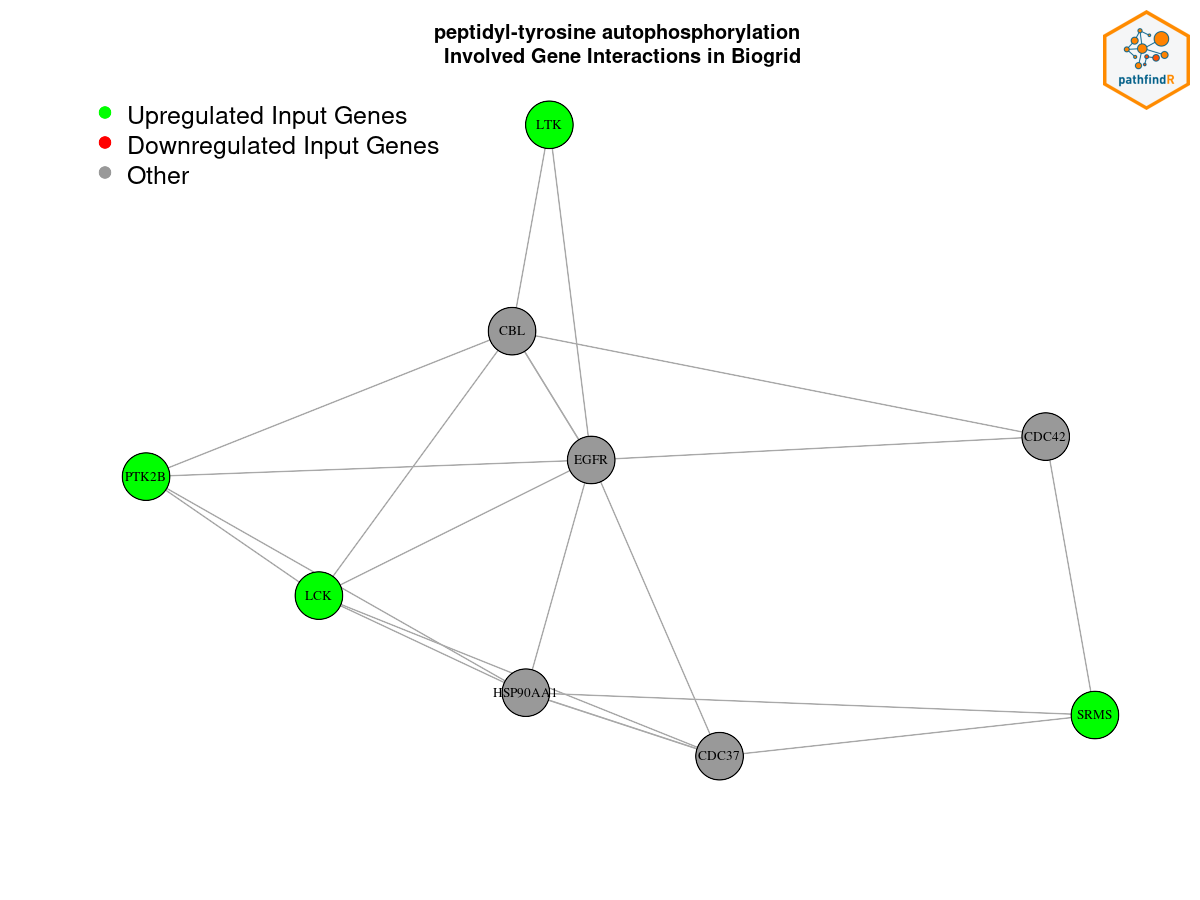 peptidyl-tyrosine autophosphorylation
Involved Gene Interactions in Biogrid
pathfindR
Upregulated Input Genes
Downregulated Input Genes
Other
LTK
CBL
CDC42
EGFR
PTK2B
LCK
HSP90AA1
SRMS
CDC37